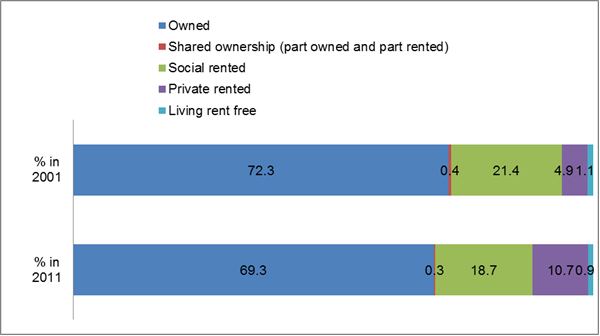 Owned
Shared ownership (part owned and part rented)
Social rented
Private rented
Living rent free
% in
2001
72.3
0.4
21.4
4.9
1.1
% in
2011
69.3
0.3
18.7
10.7
0.9